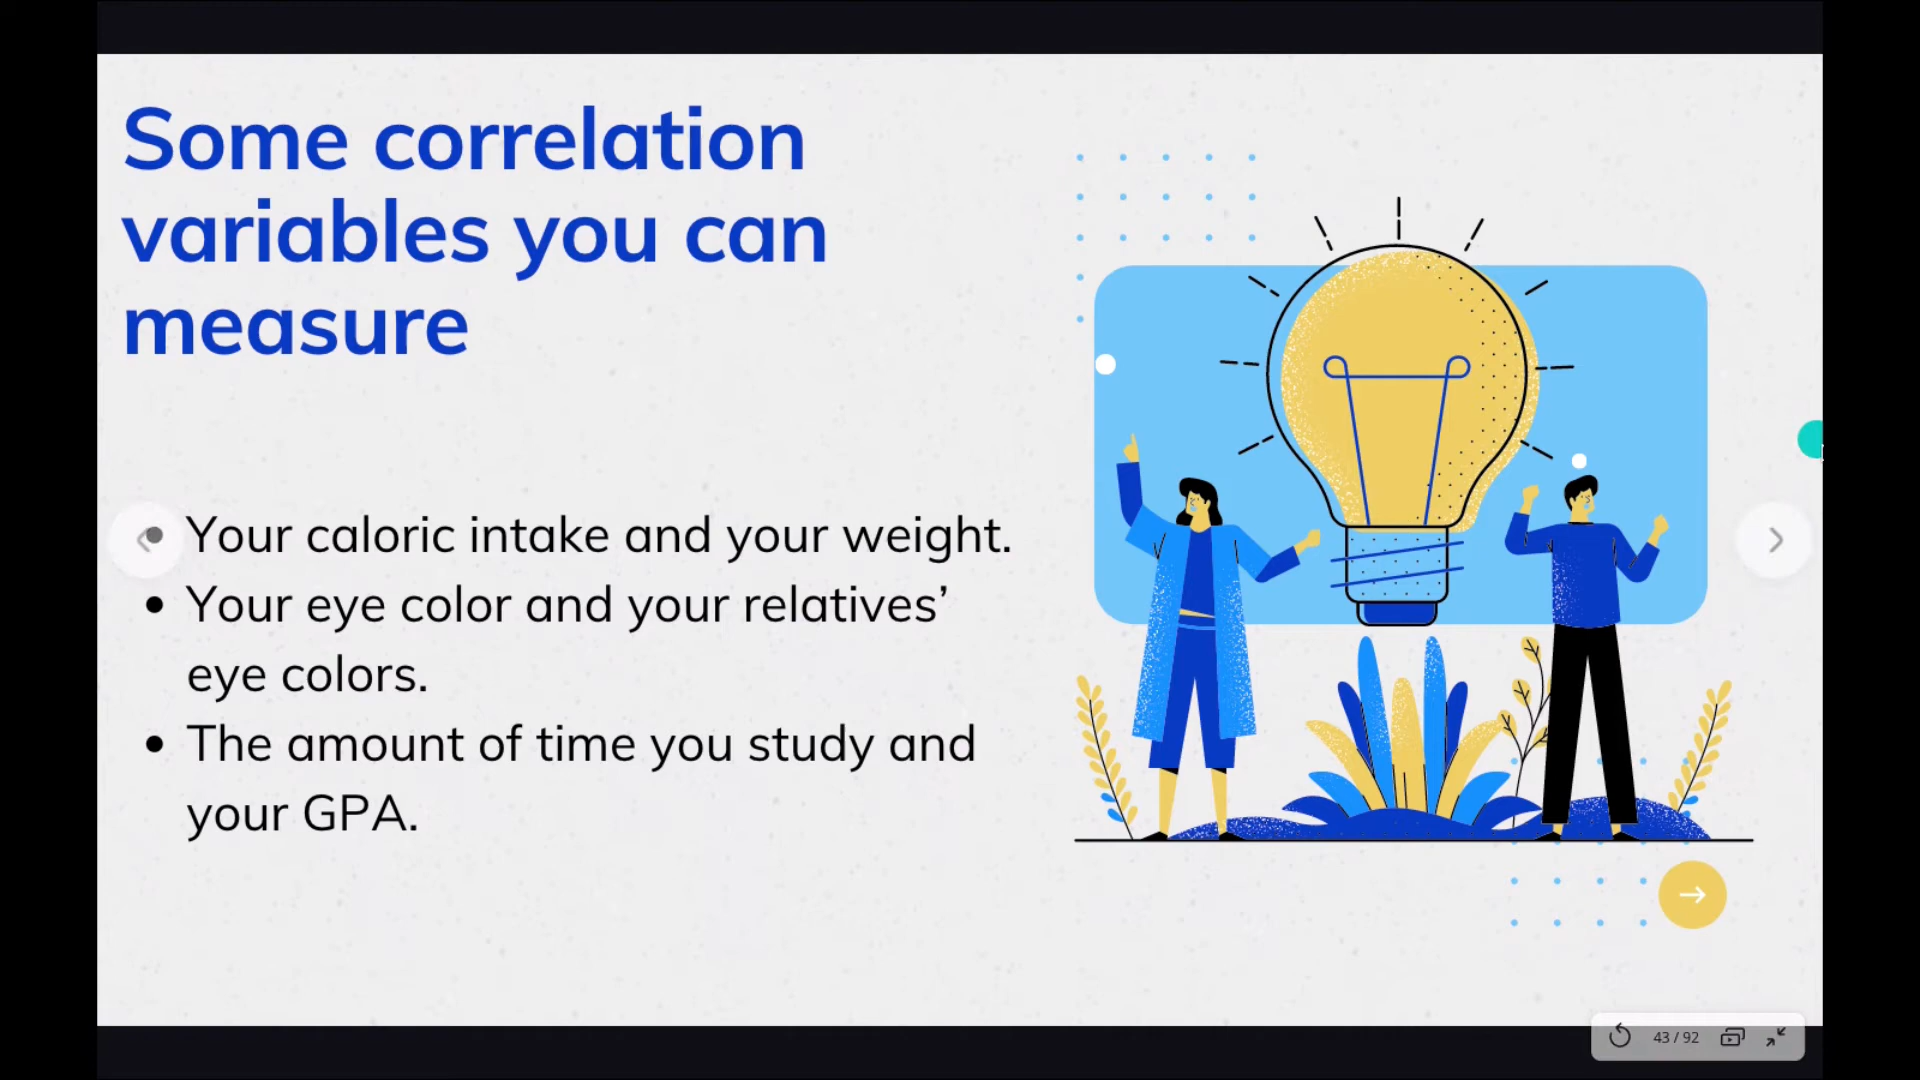 Some correlation
variables you can
measure
• Your caloric intake and your weight.
• Your eye color and your relatives’
eye colors.
• The amount of time you study and
your GPA.
43 / 92